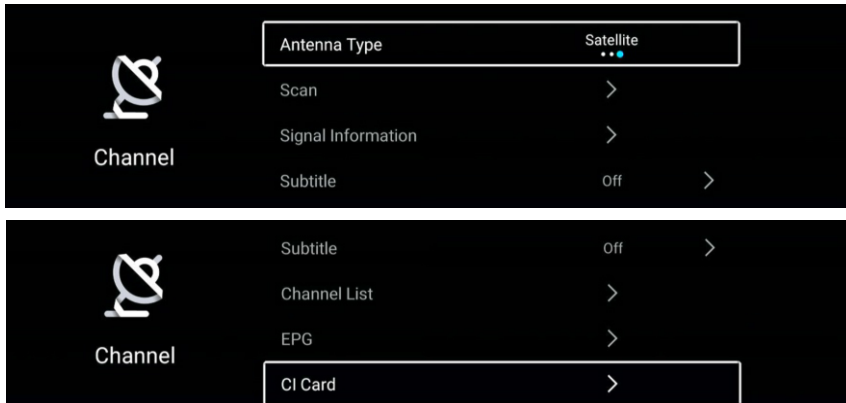 Antenna Type Satellite
Scan
Signal Information
Channel
Subtitle Off
Subtitle Off
Channel List
EPG
Channel
CI Card